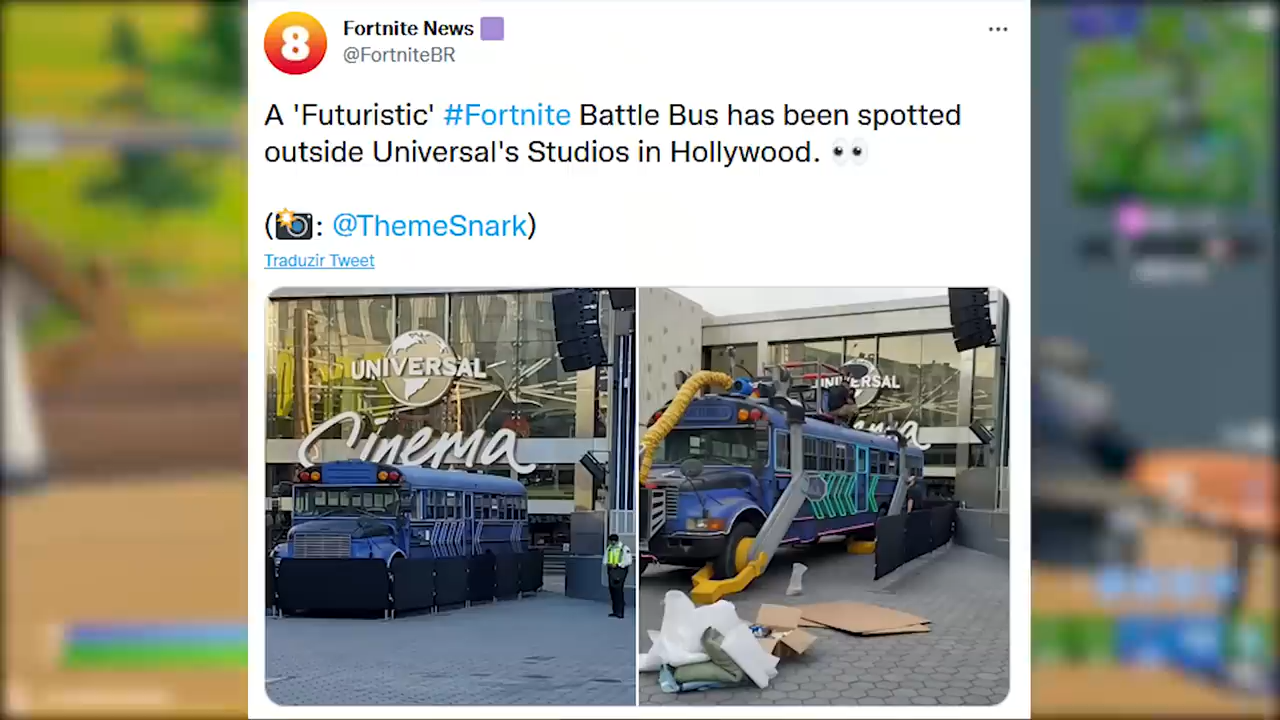 8
Fortnite News
@FortniteBR
A 'Futuristic' #Fortnite Battle Bus has been spotted
outside Universal's Studios in Hollywood. 👀
(📸: @ThemeSnark)
Traduzir Tweet
UNIVERSAL
Cinema
UNIVERSAL